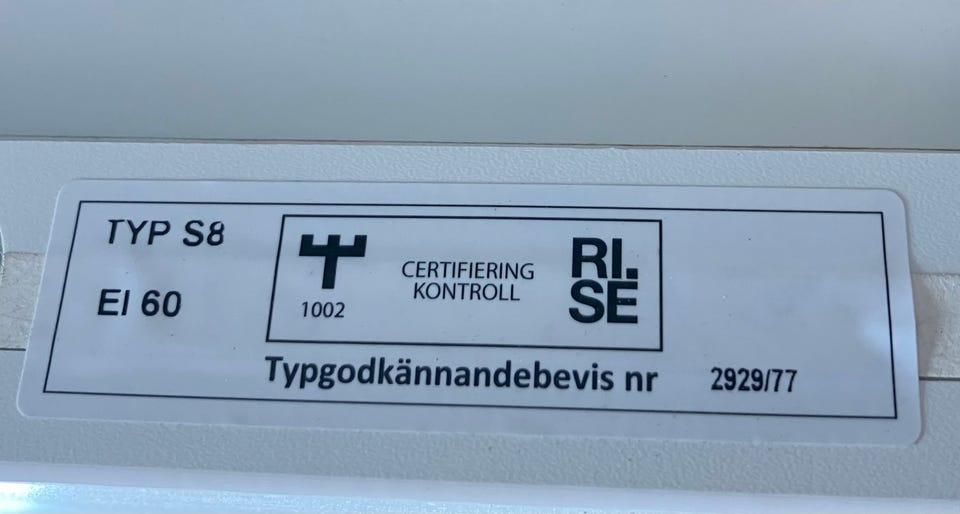 TYP S8
EI 60
1002
CERTIFIERING
KONTROLL
RI.
SE
Typgodkännandebevis nr 2929/77